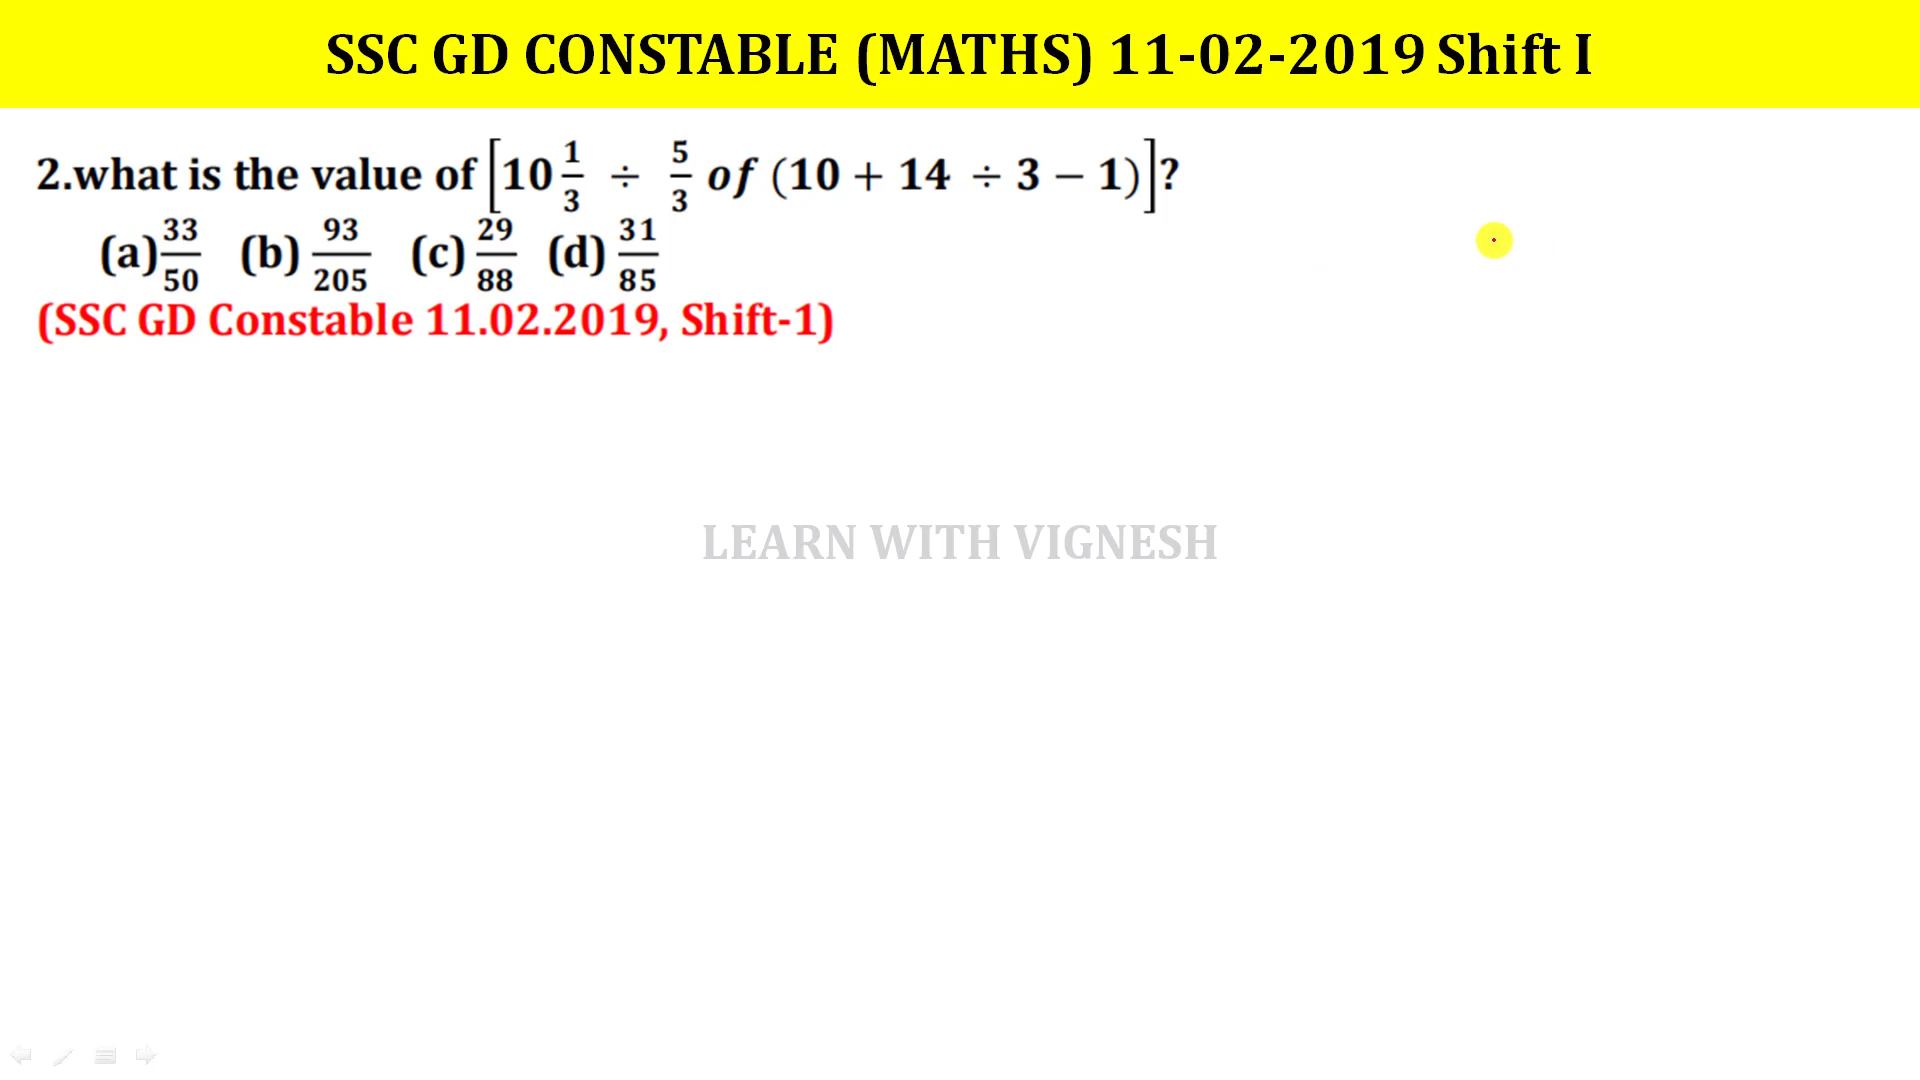 SSC GD CONSTABLE (MATHS) 11-02-2019 Shift I
2.what is the value of [10 1/3 ÷ 5/3 of (10 + 14 ÷ 3 − 1)]?
(a) 33/50 (b) 93/205 (c) 29/88 (d) 31/85
(SSC GD Constable 11.02.2019, Shift-1)
LEARN WITH VIGNESH